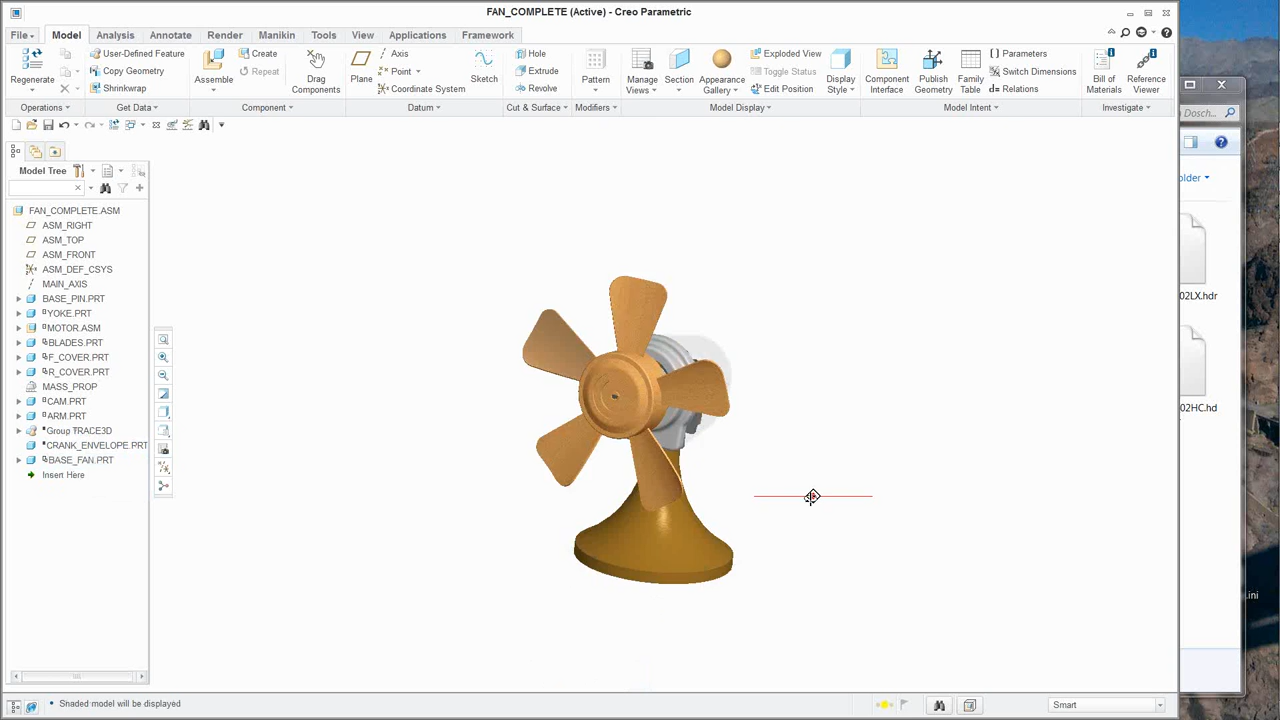 FAN_COMPLETE (Active) - Creo Parametric
File Model Analysis Annotate Render Manikin Tools View Applications Framework
Regenerate
User-Defined Feature
Copy Geometry
Shrinkwrap
Assemble
Create
Repeat
Drag Components
Plane
Axis
Point
Coordinate System
Sketch
Hole
Extrude
Revolve
Pattern
Manage Views
Section
Appearance Gallery
Exploded View
Toggle Status
Edit Position
Display Style
Component Interface
Publish Geometry
Family Table
Parameters
Switch Dimensions
Relations
Bill of Materials
Reference Viewer
Operations Get Data Component Datum Cut & Surface Modifiers Model Display Model Intent Investigate
Model Tree
FAN_COMPLETE.ASM
ASM_RIGHT
ASM_TOP
ASM_FRONT
ASM_DEF_CSYS
MAIN_AXIS
BASE_PIN.PRT
YOKE.PRT
MOTOR.ASM
BLADES.PRT
F_COVER.PRT
R_COVER.PRT
MASS_PROP
CAM.PRT
ARM.PRT
Group TRACE3D
CRANK_ENVELOPE.PRT
BASE_FAN.PRT
Insert Here
Shaded model will be displayed
Smart
Dosch...
older
02LX.hdr
02HC.hd
.ini